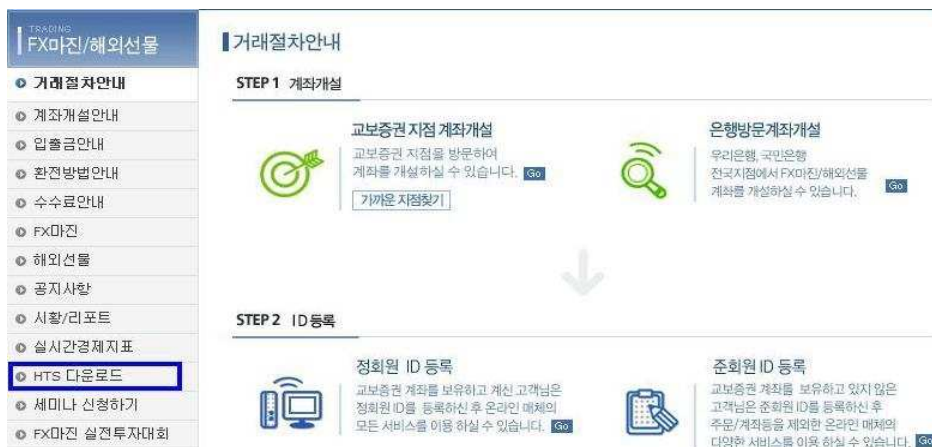 TRADING
FX마진/해외선물
거래절차안내
계좌개설안내
입출금안내
환전방법안내
수수료안내
FX마진
해외선물
공지사항
시황/리포트
실시간경제지표
HTS 다운로드
세미나 신청하기
FX마진 실전투자대회
거래절차안내
STEP 1 계좌개설
교보증권 지점 계좌개설
교보증권 지점을 방문하여
계좌를 개설하실 수 있습니다. Go
가까운 지점찾기
은행방문계좌개설
우리은행, 국민은행
전국지점에서 FX마진/해외선물
계좌를 개설하실 수 있습니다. Go
STEP 2 ID등록
정회원 ID 등록
교보증권 계좌를 보유하고 계신 고객님은
정회원 ID를 등록하신 후 온라인 매체의
모든 서비스를 이용 하실 수 있습니다. Go
준회원 ID 등록
교보증권 계좌를 보유하고 있지 않은
고객님은 준회원 ID를 등록하신 후
주문/계좌등을 제외한 온라인 매체의
다양한 서비스를 이용 하실 수 있습니다. Go